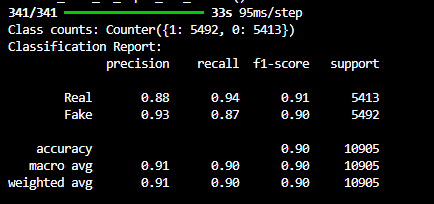 341/341 ━━━━━━━━━━━━━━━━━━━━ 33s 95ms/step
Class counts: Counter({1: 5492, 0: 5413})
Classification Report:
precision recall f1-score support
Real 0.88 0.94 0.91 5413
Fake 0.93 0.87 0.90 5492
accuracy 0.90 10905
macro avg 0.91 0.90 0.90 10905
weighted avg 0.91 0.90 0.90 10905